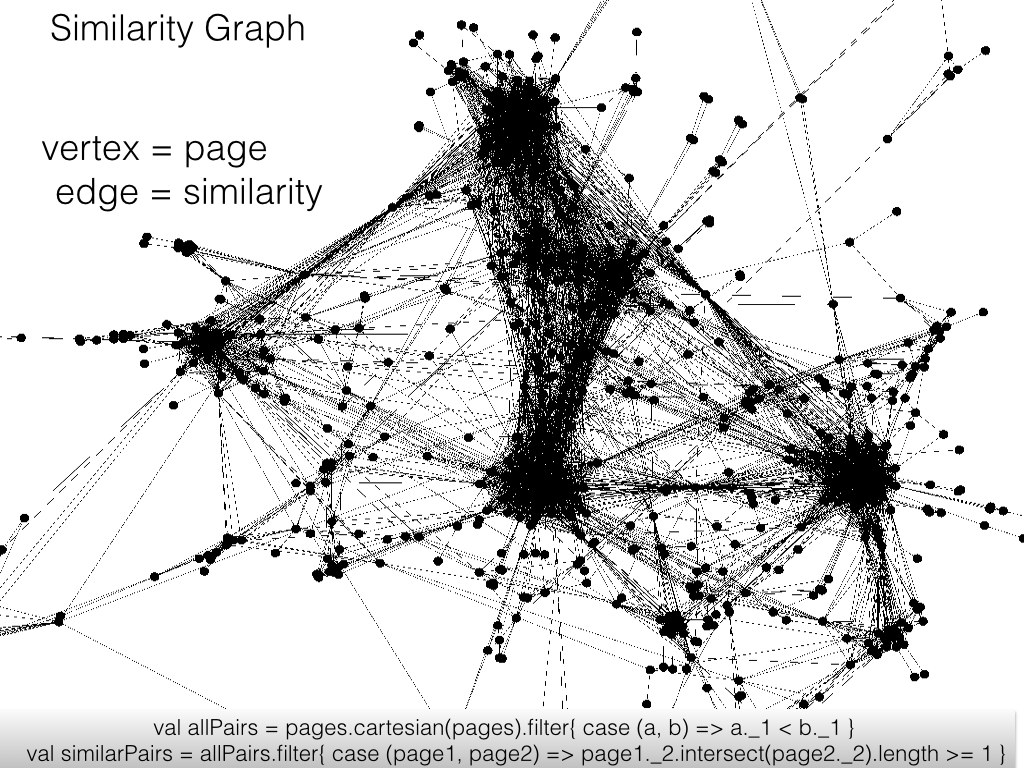 Similarity Graph
vertex = page
edge = similarity
val allPairs = pages.cartesian(pages).filter{ case (a, b) => a._1 < b._1 }
val similarPairs = allPairs.filter{ case (page1, page2) => page1._2.intersect(page2._2).length >= 1 }